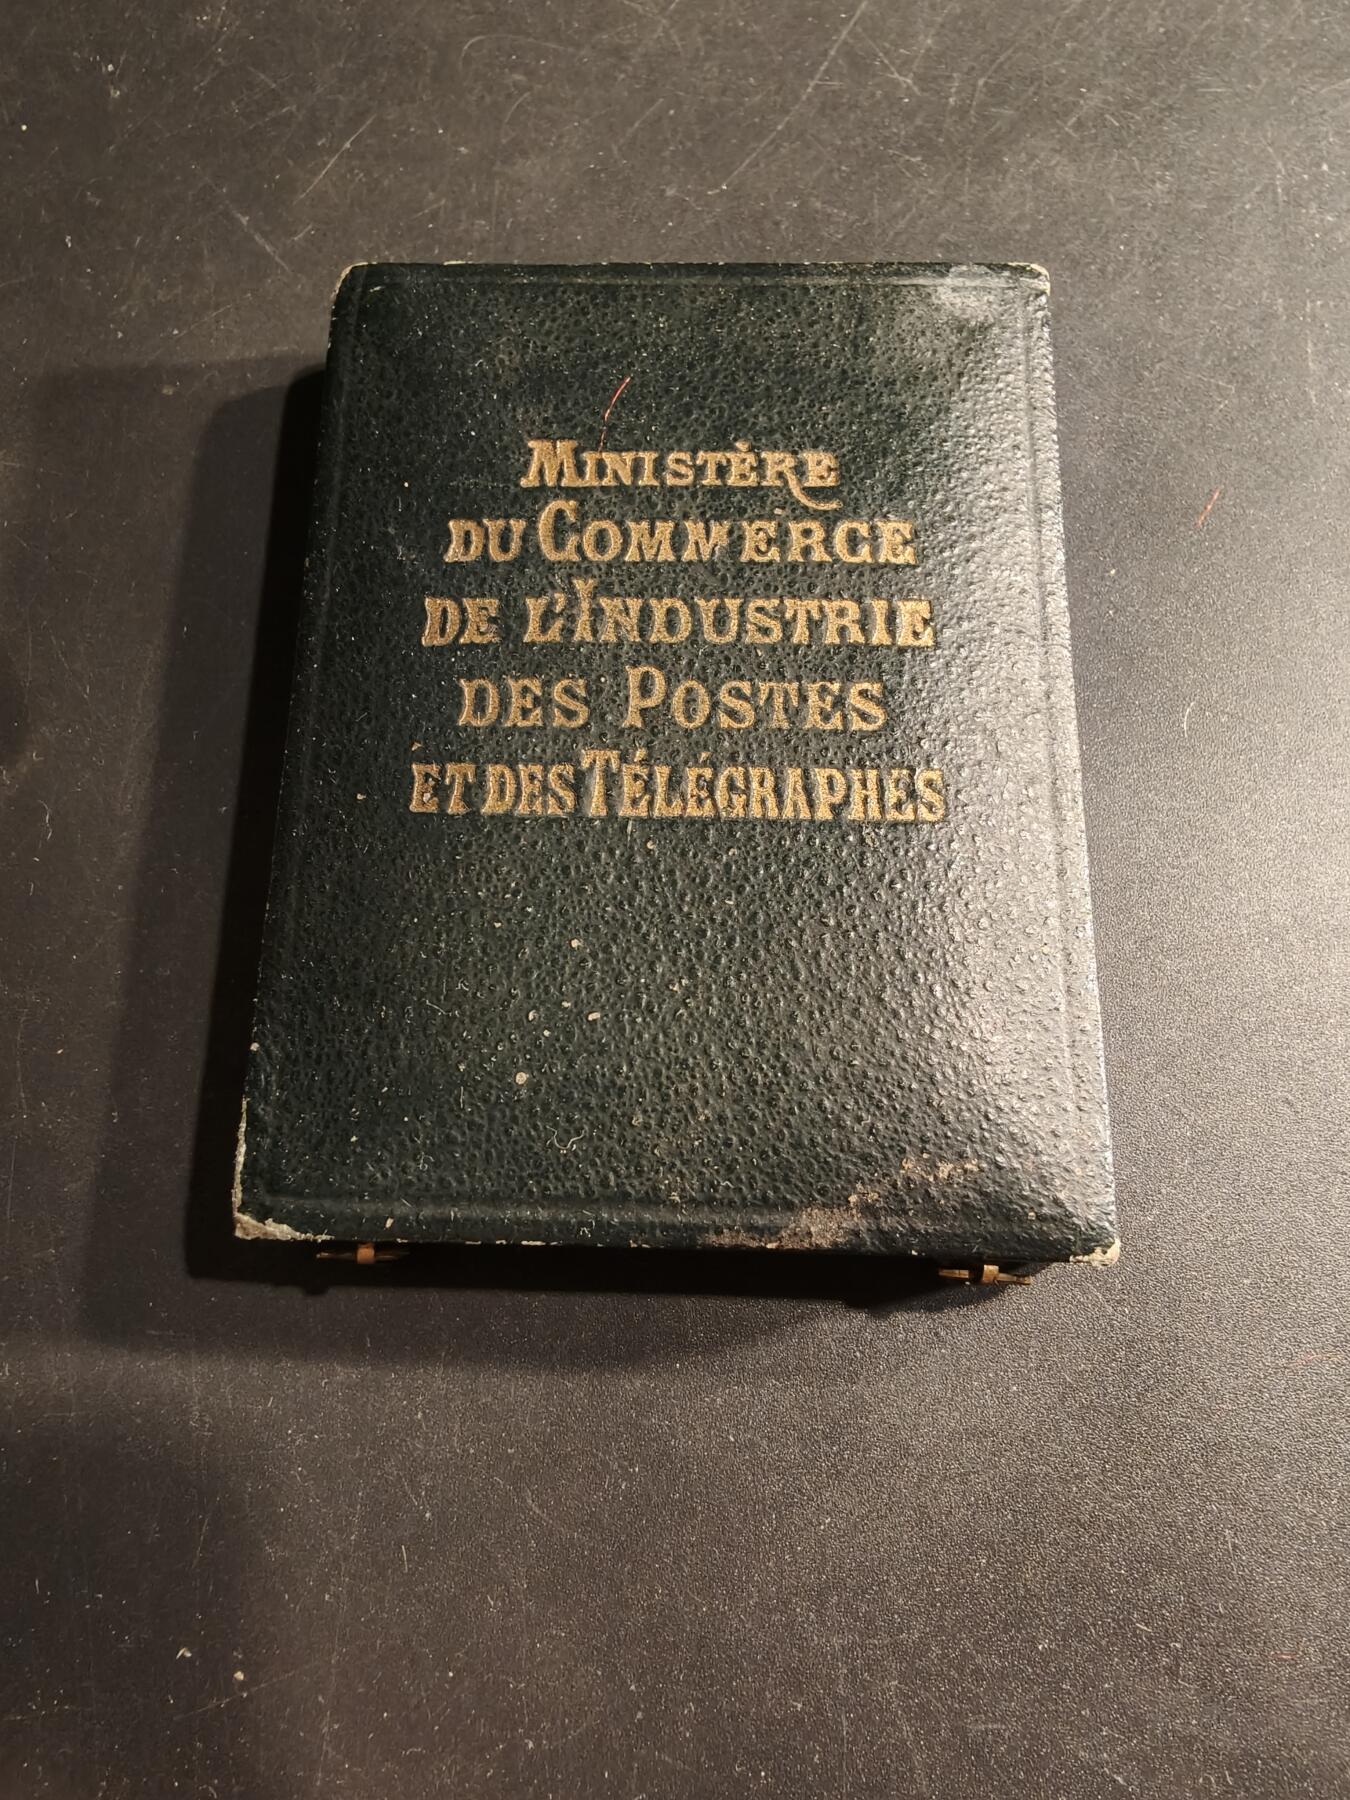 MINISTÈRE
DU COMMERCE
DE L'INDUSTRIE
DES POSTES
ET DES TÉLÉGRAPHES